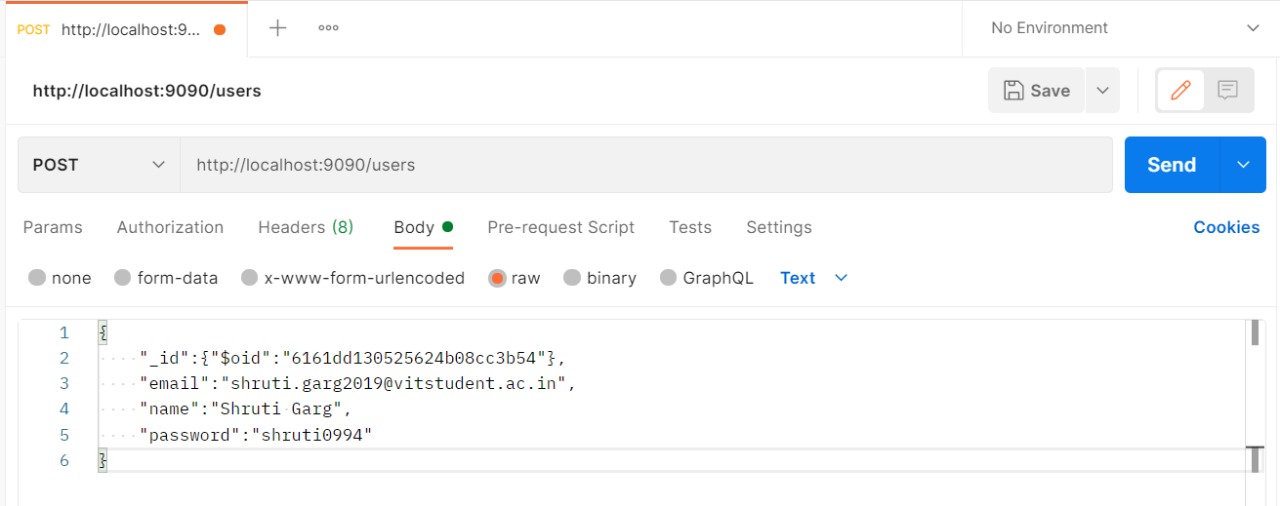 POST http://localhost:9... + ooo No Environment
http://localhost:9090/users Save
POST http://localhost:9090/users Send
Params Authorization Headers (8) Body Pre-request Script Tests Settings Cookies
none form-data x-www-form-urlencoded raw binary GraphQL Text
1 {
2 "_id":{"$oid":"6161dd130525624b08cc3b54"},
3 "email":"shruti.garg2019@vitstudent.ac.in",
4 "name":"Shruti Garg",
5 "password":"shruti0994"
6 }